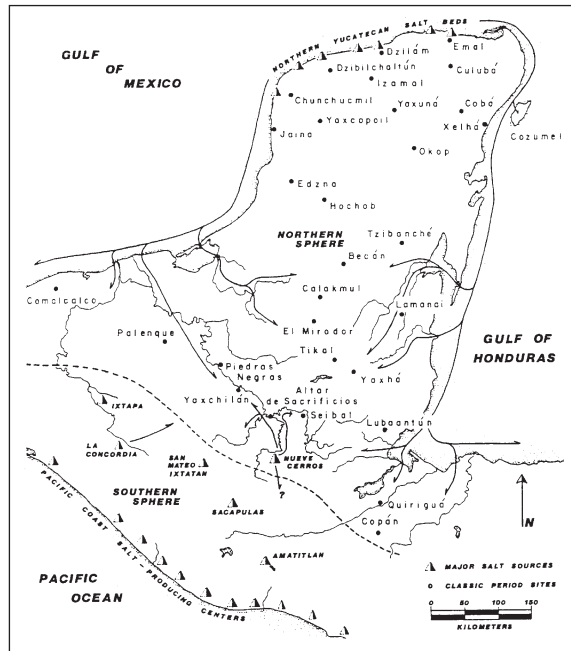 GULF
OF
MEXICO
NORTHERN YUCATECAN SALT BEDS
Emal
Dzilám
Dzibilchaltún
Culubá
Izamal
Chunchucmil
Yaxuná
Cobá
Yaxcopoil
Xelhá
Cozumel
Jaina
Okop
Edzna
Hochob
NORTHERN
SPHERE
Tzibanché
Becán
Calakmul
Comalcalco
Lamanai
El Mirador
GULF OF
HONDURAS
Palenque
Tikal
Piedras
Negras
Yaxhá
Yaxchilán
Altar
de Sacrificios
Seibal
IXTAPA
Lubaantún
LA
CONCORDIA
SAN
MATEO
IXTATAN
NUEVE
CERROS
?
SOUTHERN
SPHERE
SACAPULAS
Quiriguá
Copán
N
PACIFIC COAST SALT-PRODUCING CENTERS
AMATITLAN
MAJOR SALT SOURCES
CLASSIC PERIOD SITES
PACIFIC
OCEAN
0 50 100 150
KILOMETERS